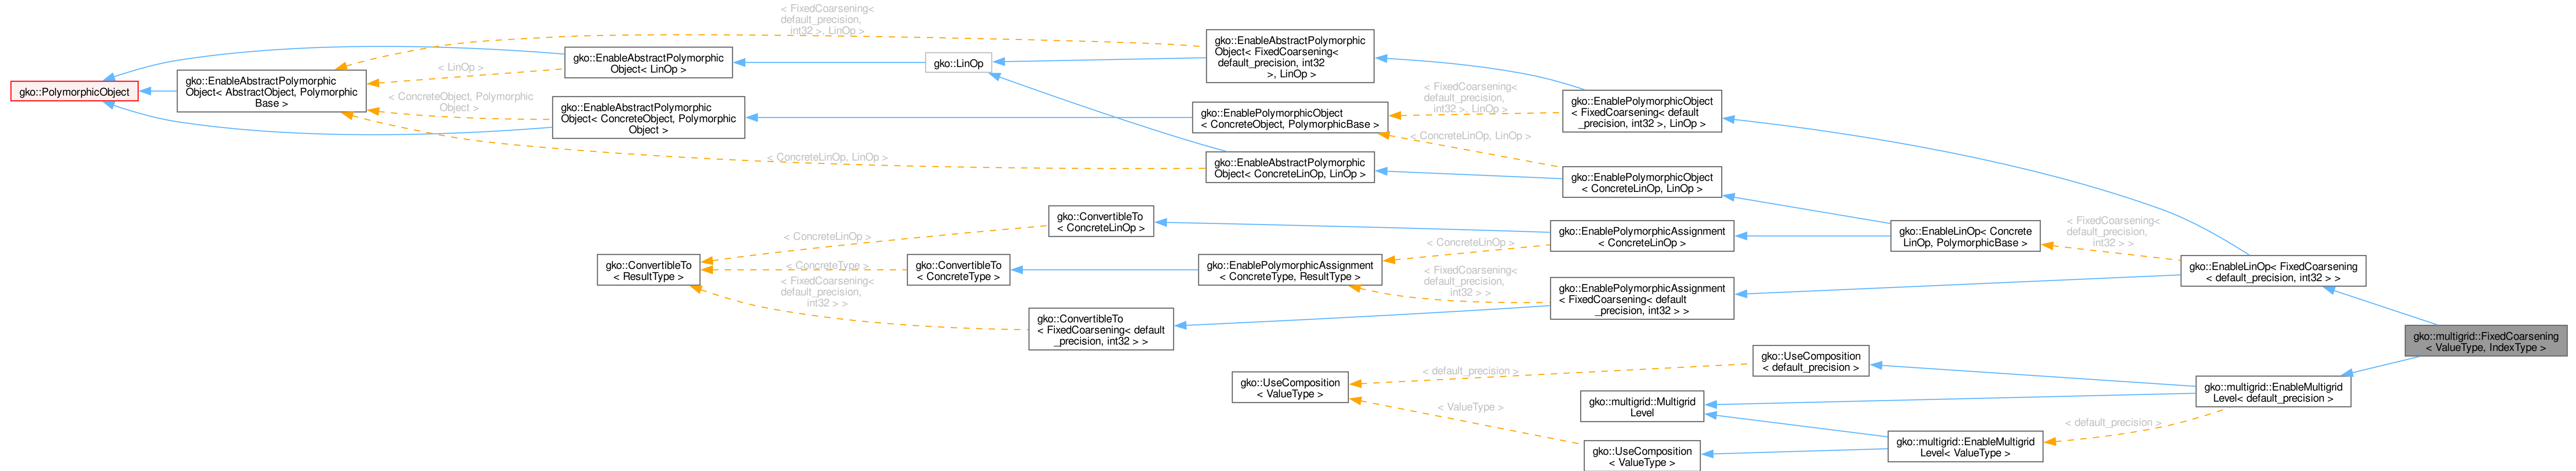 < FixedCoarsening<
default_precision,
int32 >, LinOp >
gko::PolymorphicObject
gko::EnableAbstractPolymorphic
Object< AbstractObject, Polymorphic
Base >
< LinOp >
< ConcreteObject, Polymorphic
Object >
gko::EnableAbstractPolymorphic
Object< LinOp >
gko::EnableAbstractPolymorphic
Object< ConcreteObject, Polymorphic
Object >
< ConcreteLinOp, LinOp >
gko::LinOp
gko::EnableAbstractPolymorphic
Object< FixedCoarsening<
default_precision, int32
>, LinOp >
gko::EnablePolymorphicObject
< ConcreteObject, PolymorphicBase >
gko::EnableAbstractPolymorphic
Object< ConcreteLinOp, LinOp >
< FixedCoarsening<
default_precision,
int32 >, LinOp >
< ConcreteLinOp, LinOp >
gko::EnablePolymorphicObject
< FixedCoarsening< default
_precision, int32 >, LinOp >
gko::EnablePolymorphicObject
< ConcreteLinOp, LinOp >
gko::ConvertibleTo
< ResultType >
< ConcreteLinOp >
< ConcreteType >
< FixedCoarsening<
default_precision,
int32 > >
gko::ConvertibleTo
< ConcreteLinOp >
gko::ConvertibleTo
< ConcreteType >
gko::ConvertibleTo
< FixedCoarsening< default
_precision, int32 > >
gko::EnablePolymorphicAssignment
< ConcreteType, ResultType >
< ConcreteLinOp >
< FixedCoarsening<
default_precision,
int32 > >
gko::EnablePolymorphicAssignment
< ConcreteLinOp >
gko::EnablePolymorphicAssignment
< FixedCoarsening< default
_precision, int32 > >
gko::EnableLinOp< Concrete
LinOp, PolymorphicBase >
< FixedCoarsening<
default_precision,
int32 > >
gko::EnableLinOp< FixedCoarsening
< default_precision, int32 > >
gko::multigrid::FixedCoarsening
< ValueType, IndexType >
gko::UseComposition
< ValueType >
< default_precision >
< ValueType >
gko::UseComposition
< default_precision >
gko::multigrid::Multigrid
Level
gko::UseComposition
< ValueType >
gko::multigrid::EnableMultigrid
Level< ValueType >
< default_precision >
gko::multigrid::EnableMultigrid
Level< default_precision >